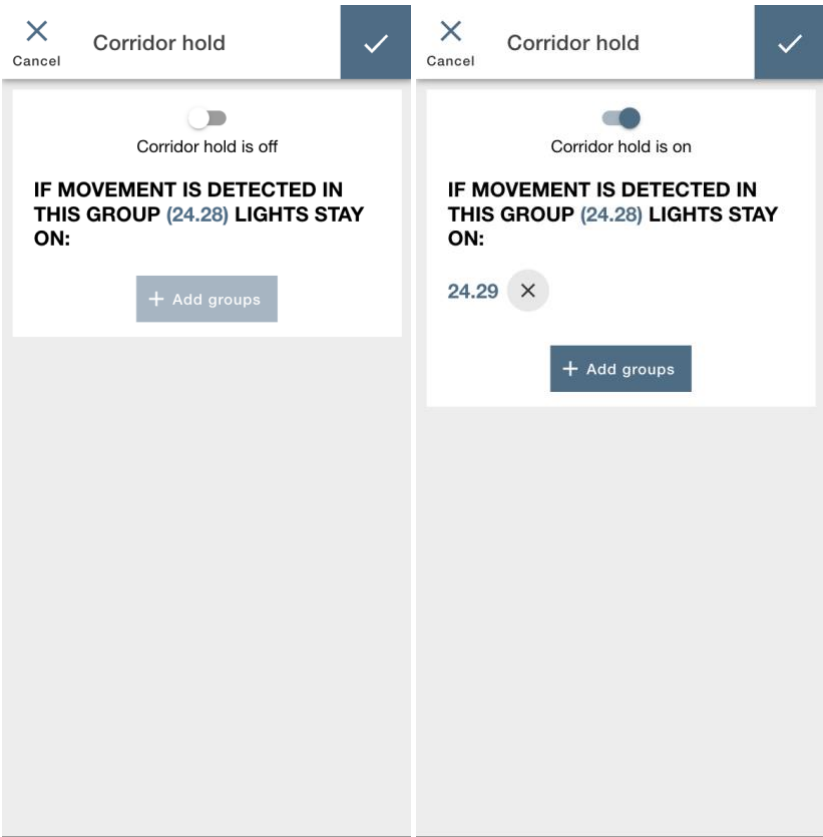 Cancel
Corridor hold
Corridor hold is off
IF MOVEMENT IS DETECTED IN
THIS GROUP (24.28) LIGHTS STAY
ON:
+ Add groups
Cancel
Corridor hold
Corridor hold is on
IF MOVEMENT IS DETECTED IN
THIS GROUP (24.28) LIGHTS STAY
ON:
24.29
+ Add groups